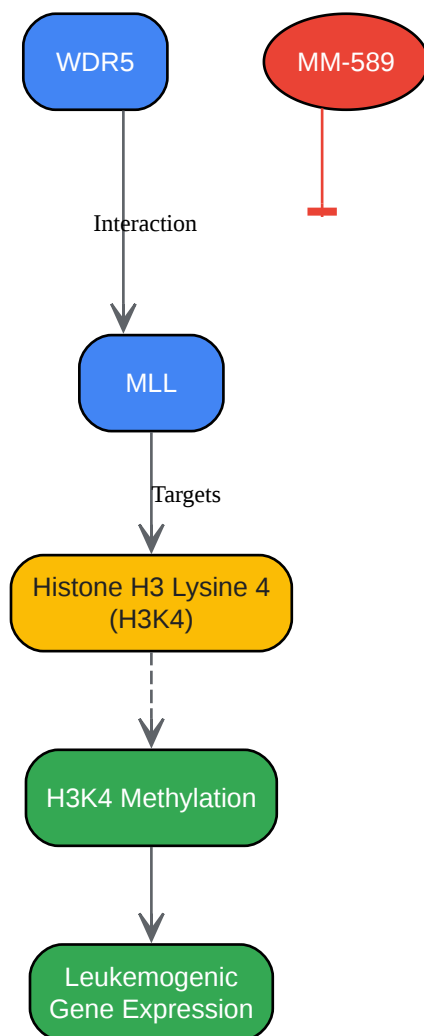 WDR5
MM-589
Interaction
MLL
Targets
Histone H3 Lysine 4
(H3K4)
H3K4 Methylation
Leukemogenic
Gene Expression